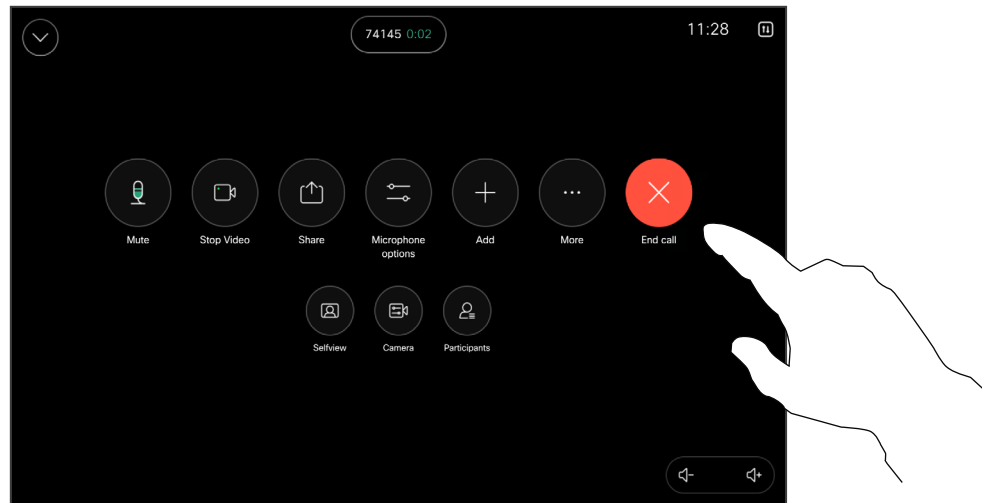 74145 0:02
11:28
Mute
Stop Video
Share
Microphone
options
Add
More
End call
Selfview
Camera
Participants